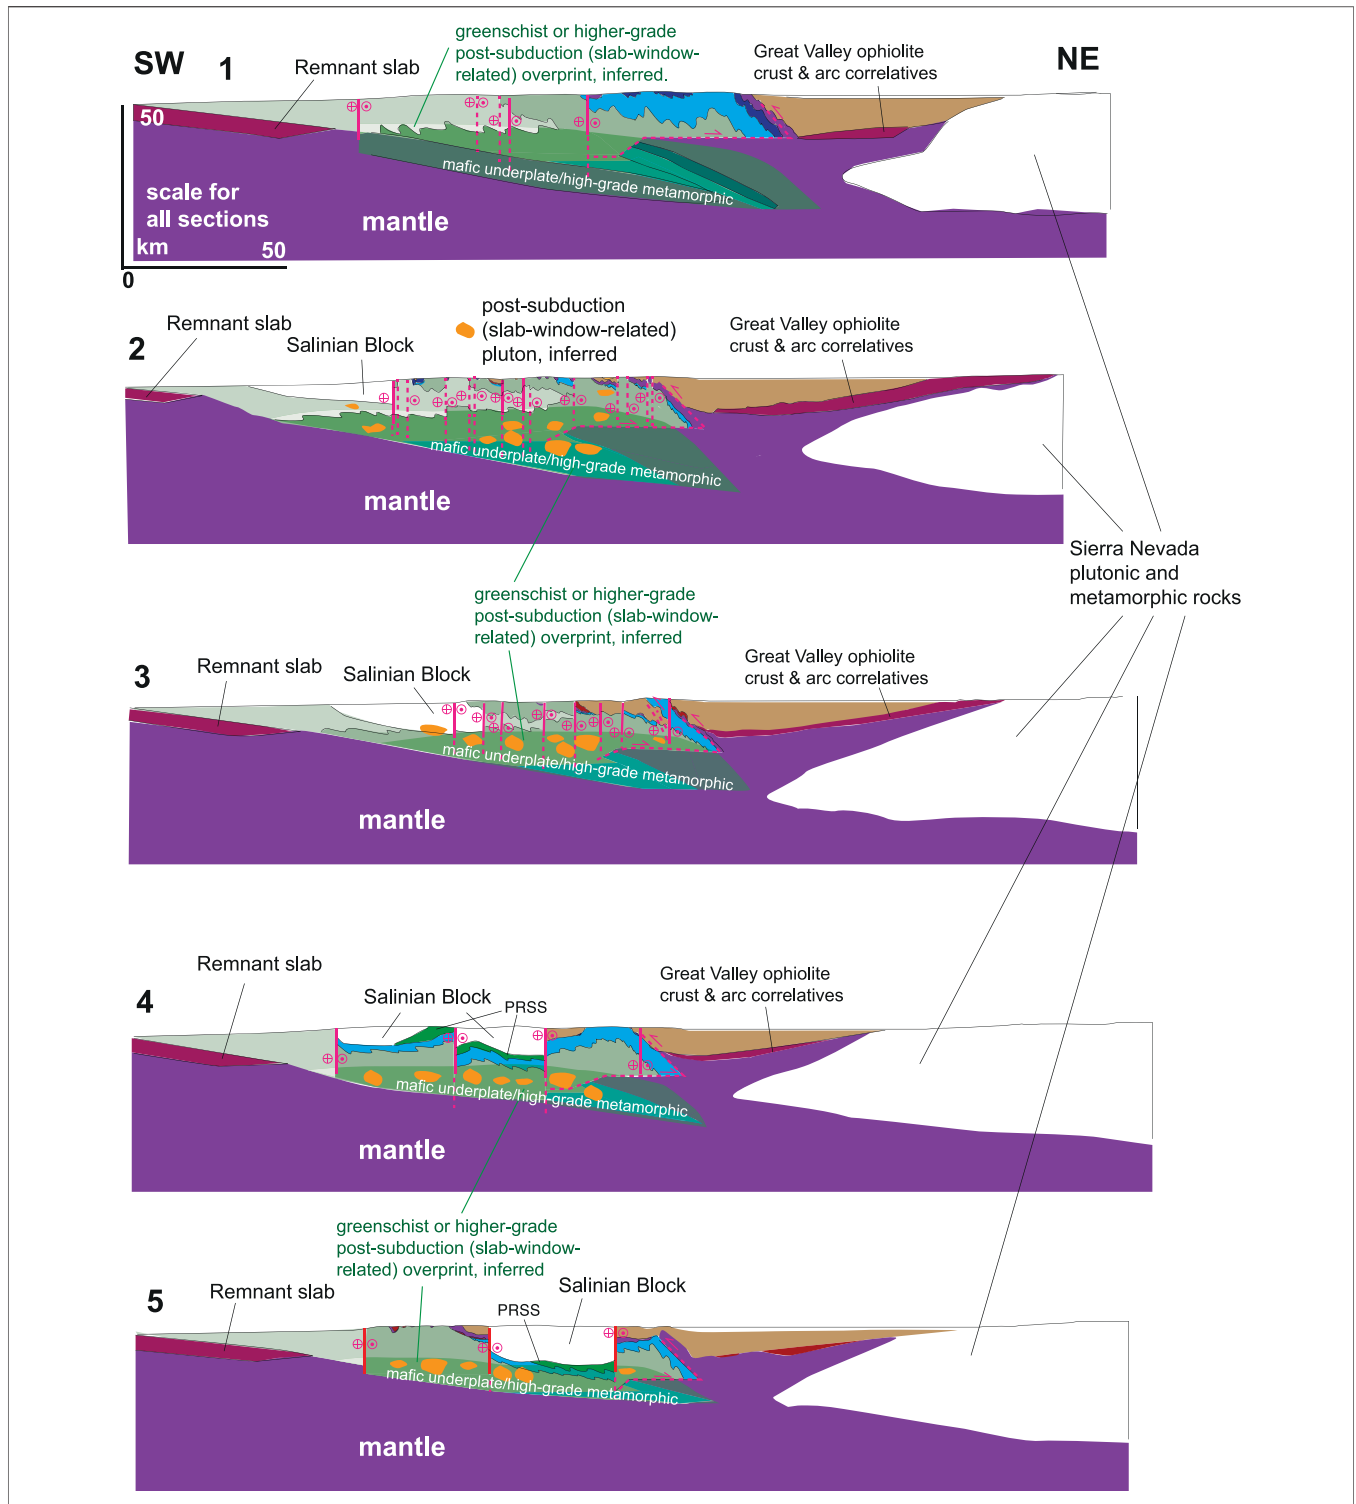 SW
1
Remnant slab
greenschist or higher-grade
post-subduction (slab-window-
related) overprint, inferred.
Great Valley ophiolite
crust & arc correlatives
NE
50
scale for
all sections
km
50
0
mafic underplate/high-grade metamorphic
mantle
2
Remnant slab
Salinian Block
post-subduction
(slab-window-related)
pluton, inferred
Great Valley ophiolite
crust & arc correlatives
mafic underplate/high-grade metamorphic
mantle
Sierra Nevada
plutonic and
metamorphic rocks
greenschist or higher-grade
post-subduction (slab-window-
related) overprint, inferred
3
Remnant slab
Salinian Block
Great Valley ophiolite
crust & arc correlatives
mafic underplate/high-grade metamorphic
mantle
4
Remnant slab
Salinian Block
PRSS
Great Valley ophiolite
crust & arc correlatives
mafic underplate/high-grade metamorphic
mantle
greenschist or higher-grade
post-subduction (slab-window-
related) overprint, inferred
5
Remnant slab
PRSS
Salinian Block
mafic underplate/high-grade metamorphic
mantle